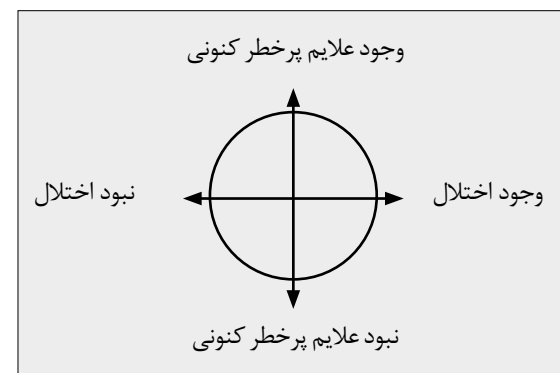 وجود علایم پرخطر کنونی
وجود اختلال
نبود اختلال
نبود علایم پرخطر کنونی